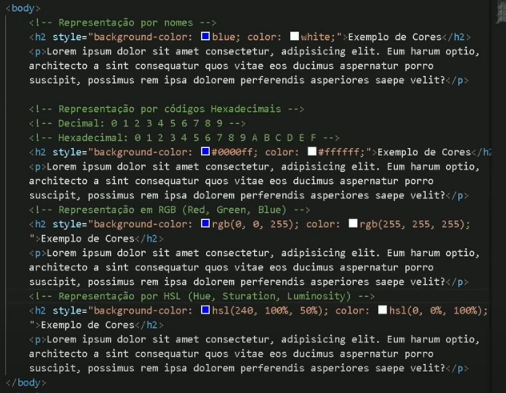 <body>
<!-- Representação por nomes -->
<h2 style="background-color: blue; color: white;">Exemplo de Cores</h2>
<p>Lorem ipsum dolor sit amet consectetur, adipisicing elit. Eum harum optio,
architecto a sint consequatur quos vitae eos ducimus aspernatur porro
suscipit, possimus rem ipsa dolorem perferendis asperiores saepe velit?</p>
<!-- Representação por códigos Hexadecimais -->
<!-- Decimal: 0 1 2 3 4 5 6 7 8 9 -->
<!-- Hexadecimal: 0 1 2 3 4 5 6 7 8 9 A B C D E F -->
<h2 style="background-color: #0000ff; color: #ffffff;">Exemplo de Cores</h2
<p>Lorem ipsum dolor sit amet consectetur, adipisicing elit. Eum harum optio,
architecto a sint consequatur quos vitae eos ducimus aspernatur porro
suscipit, possimus rem ipsa dolorem perferendis asperiores saepe velit?</p>
<!-- Representação em RGB (Red, Green, Blue) -->
<h2 style="background-color: rgb(0, 0, 255); color: rgb(255, 255, 255);
">Exemplo de Cores</h2>
<p>Lorem ipsum dolor sit amet consectetur, adipisicing elit. Eum harum optio,
architecto a sint consequatur quos vitae eos ducimus aspernatur porro
suscipit, possimus rem ipsa dolorem perferendis asperiores saepe velit?</p>
<!-- Representação por HSL (Hue, Sturation, Luminosity) -->
<h2 style="background-color: hsl(240, 100%, 50%); color: hsl(0, 0%, 100%);
">Exemplo de Cores</h2>
<p>Lorem ipsum dolor sit amet consectetur, adipisicing elit. Eum harum optio,
architecto a sint consequatur quos vitae eos ducimus aspernatur porro
suscipit, possimus rem ipsa dolorem perferendis asperiores saepe velit?</p>
</body>